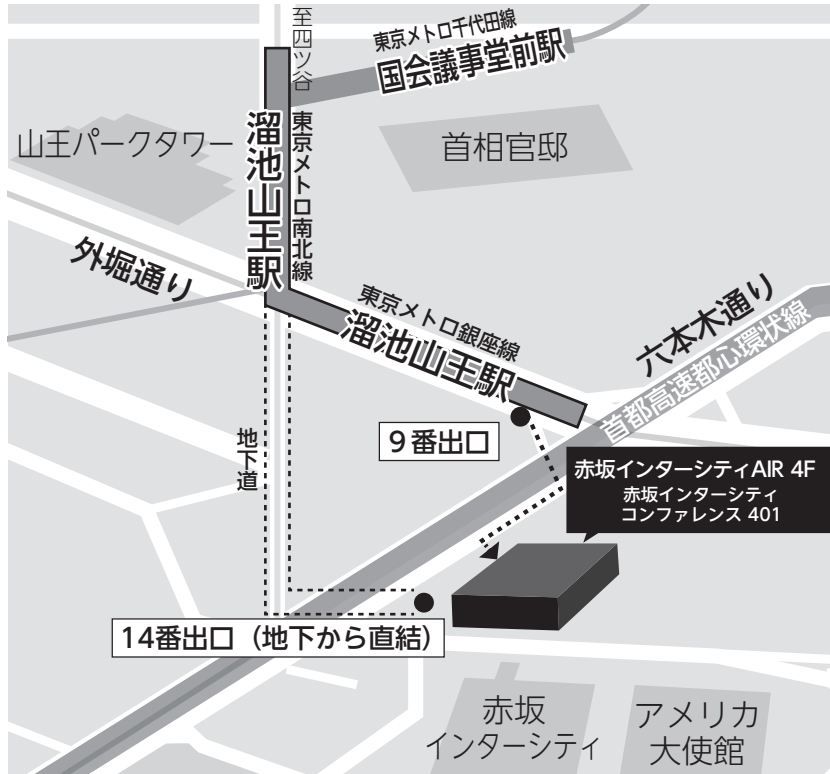 至四ツ谷
東京メトロ千代田線
国会議事堂前駅
山王パークタワー
溜池山王駅
東京メトロ南北線
首相官邸
外堀通り
東京メトロ銀座線
溜池山王駅
六本木通り
首都高速都心環状線
地下道
9番出口
赤坂インターシティAIR 4F
赤坂インターシティ
コンファレンス 401
14番出口（地下から直結）
赤坂
インターシティ
アメリカ
大使館